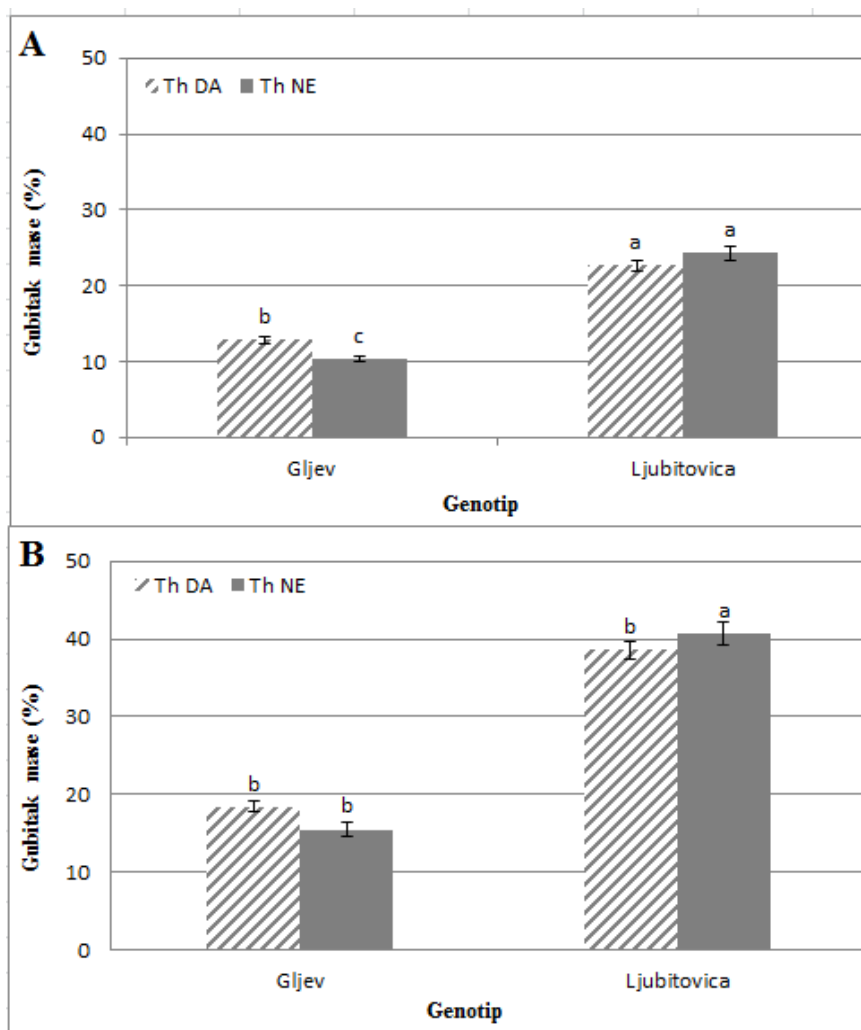 A
50
Th DA Th NE
40
Gubitak mase (%)
30
a a
20
b
c
10
0
Gljev Ljubitovica
Genotip
B
50
Th DA Th NE
a
b
40
Gubitak mase (%)
30
b b
20
10
0
Gljev Ljubitovica
Genotip